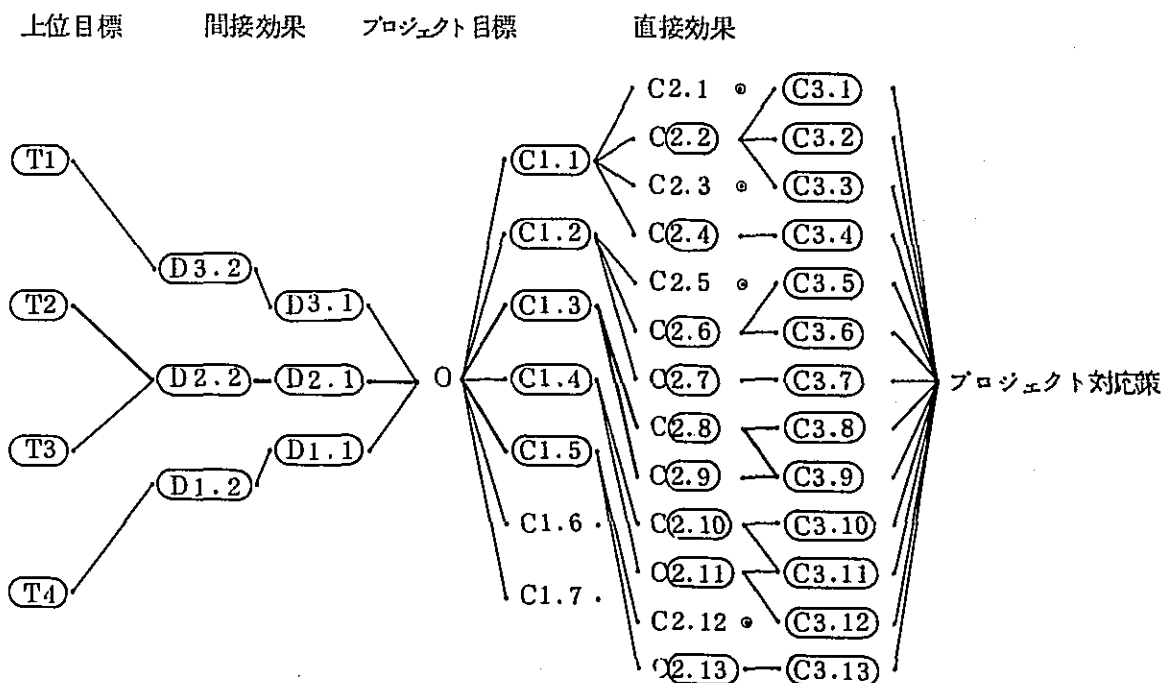 上位目標 間接効果 プロジェクト目標 直接効果
C2.1 C3.1
C2.2 C3.2
T1 C1.1
C2.3 C3.3
C1.2 C2.4 C3.4
D3.2
C2.5 C3.5
T2 D3.1 C1.3
C2.6 C3.6
D2.2 D2.1 O C1.4 C2.7 C3.7 プロジェクト対応策
C2.8 C3.8
T3 D1.1 C1.5
C2.9 C3.9
D1.2
C1.6 C2.10 C3.10
C2.11 C3.11
T4 C1.7
C2.12 C3.12
C2.13 C3.13